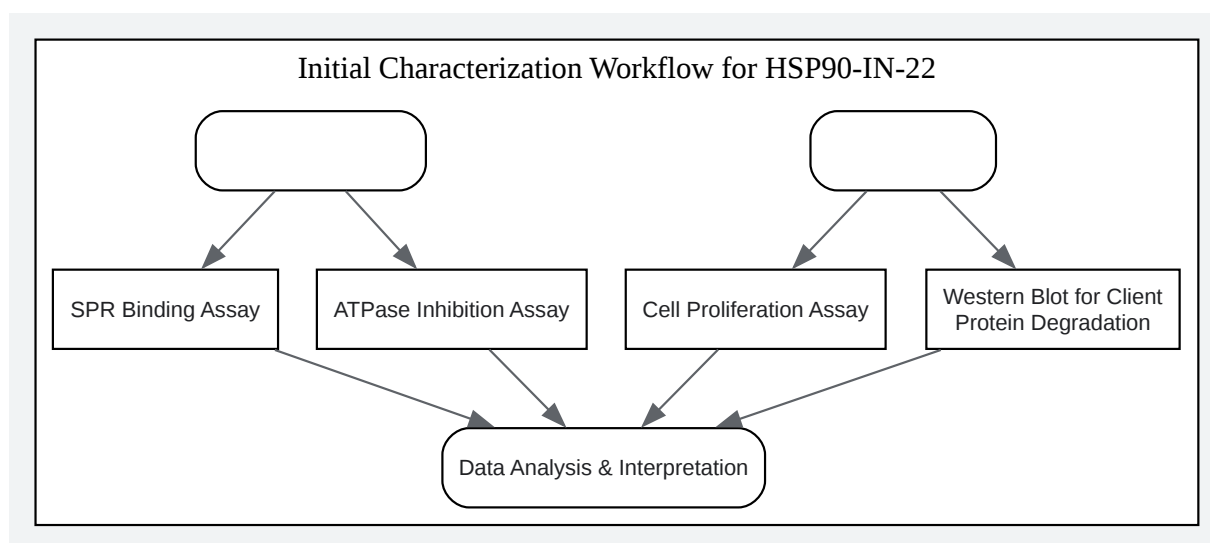 Initial Characterization Workflow for HSP90-IN-22
SPR Binding Assay
ATPase Inhibition Assay
Cell Proliferation Assay
Western Blot for Client
Protein Degradation
Data Analysis & Interpretation